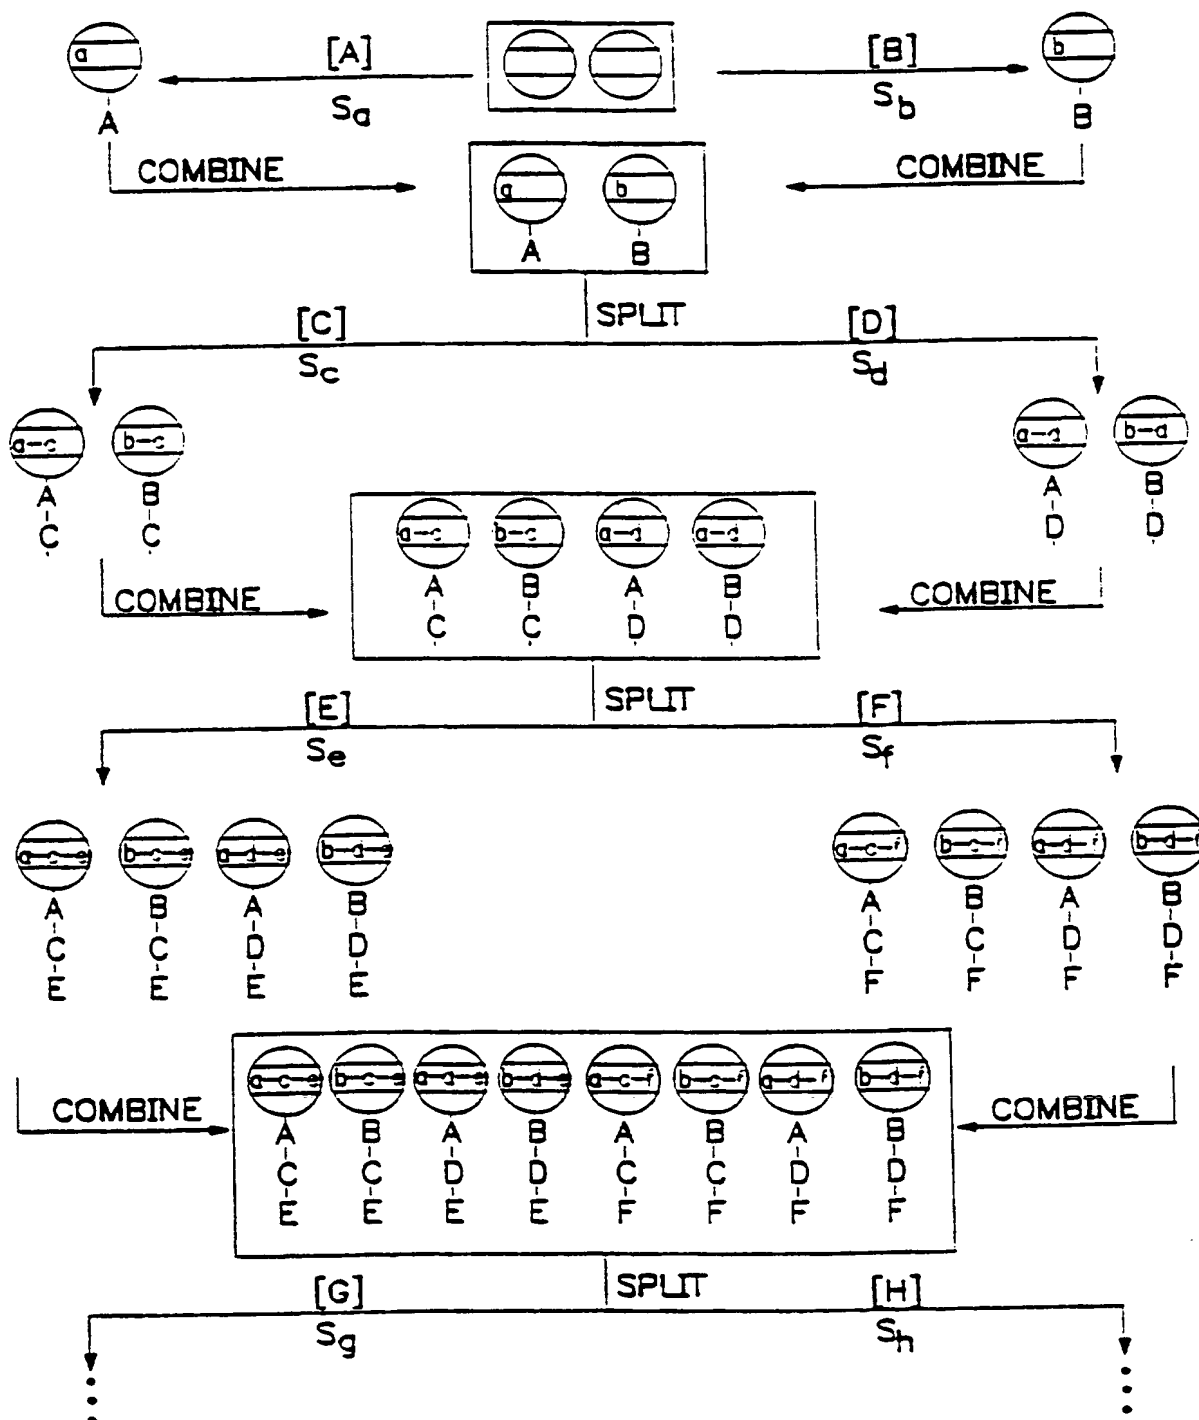 a [A] [B] b
Sa Sb
A B
COMBINE COMBINE
a b
A B
[C] SPLIT [D]
Sc Sd
a-c b-c a-d b-d
A B A B
C C D D
a-c b-c a-d a-d
A B A B
C C D D
COMBINE COMBINE
[E] SPLIT [F]
Se Sf
a-c-e b-c-e a-d-e b-d-e a-c-f b-c-f a-d-f b-d-f
A B A B A B A B
C C D D C C D D
E E E E F F F F
a-c-e b-c-e a-d-e b-d-e a-c-f b-c-f a-d-f b-d-f
COMBINE COMBINE
A B A B A B A B
C C D D C C D D
E E E E F F F F
[G] SPLIT [H]
Sg Sh